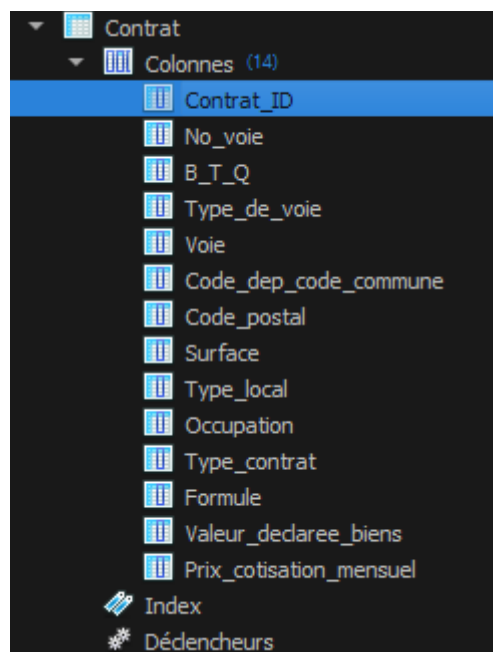 Contrat
Colonnes (14)
Contrat_ID
No_voie
B_T_Q
Type_de_voie
Voie
Code_dep_code_commune
Code_postal
Surface
Type_local
Occupation
Type_contrat
Formule
Valeur_declaree_biens
Prix_cotisation_mensuel
Index
Déclencheurs